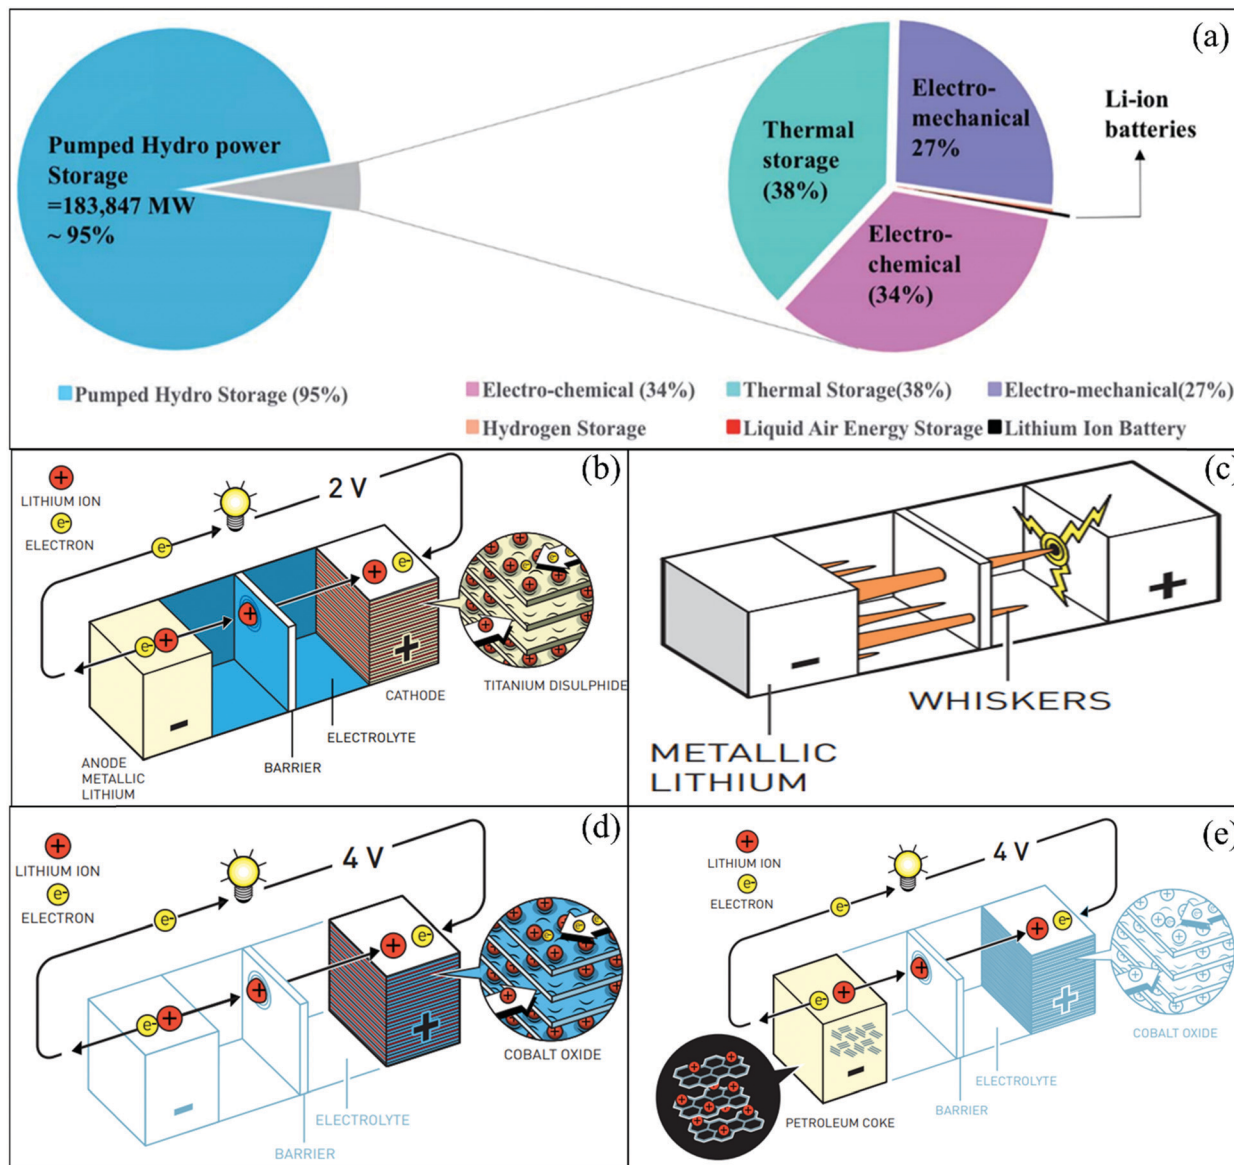 (a)
Pumped Hydro power
Storage
=183,847 MW
~ 95%
Thermal
storage
(38%)
Electro-
mechanical
27%
Electro-
chemical
(34%)
Li-ion
batteries
Pumped Hydro Storage (95%)
Electro-chemical (34%)
Thermal Storage(38%)
Electro-mechanical(27%)
Hydrogen Storage
Liquid Air Energy Storage
Lithium Ion Battery
(b)
+
LITHIUM ION
e-
ELECTRON
2 V
e-
e-
+
+
+
e-
-
+
TITANIUM DISULPHIDE
CATHODE
ELECTROLYTE
BARRIER
ANODE
METALLIC
LITHIUM
(c)
-
+
WHISKERS
METALLIC
LITHIUM
(d)
+
LITHIUM ION
e-
ELECTRON
4 V
e-
e-
+
+
+
e-
-
+
COBALT OXIDE
ELECTROLYTE
BARRIER
(e)
+
LITHIUM ION
e-
ELECTRON
4 V
e-
e-
+
+
+
e-
-
+
COBALT OXIDE
ELECTROLYTE
BARRIER
PETROLEUM COKE